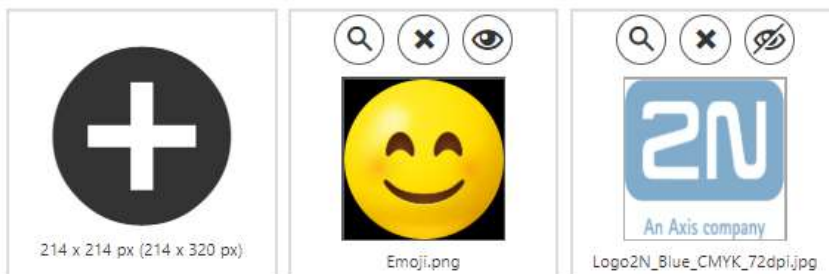 214 x 214 px (214 x 320 px)
Emoji.png
2N
An Axis company
Logo2N_Blue_CMYK_72dpi.jpg